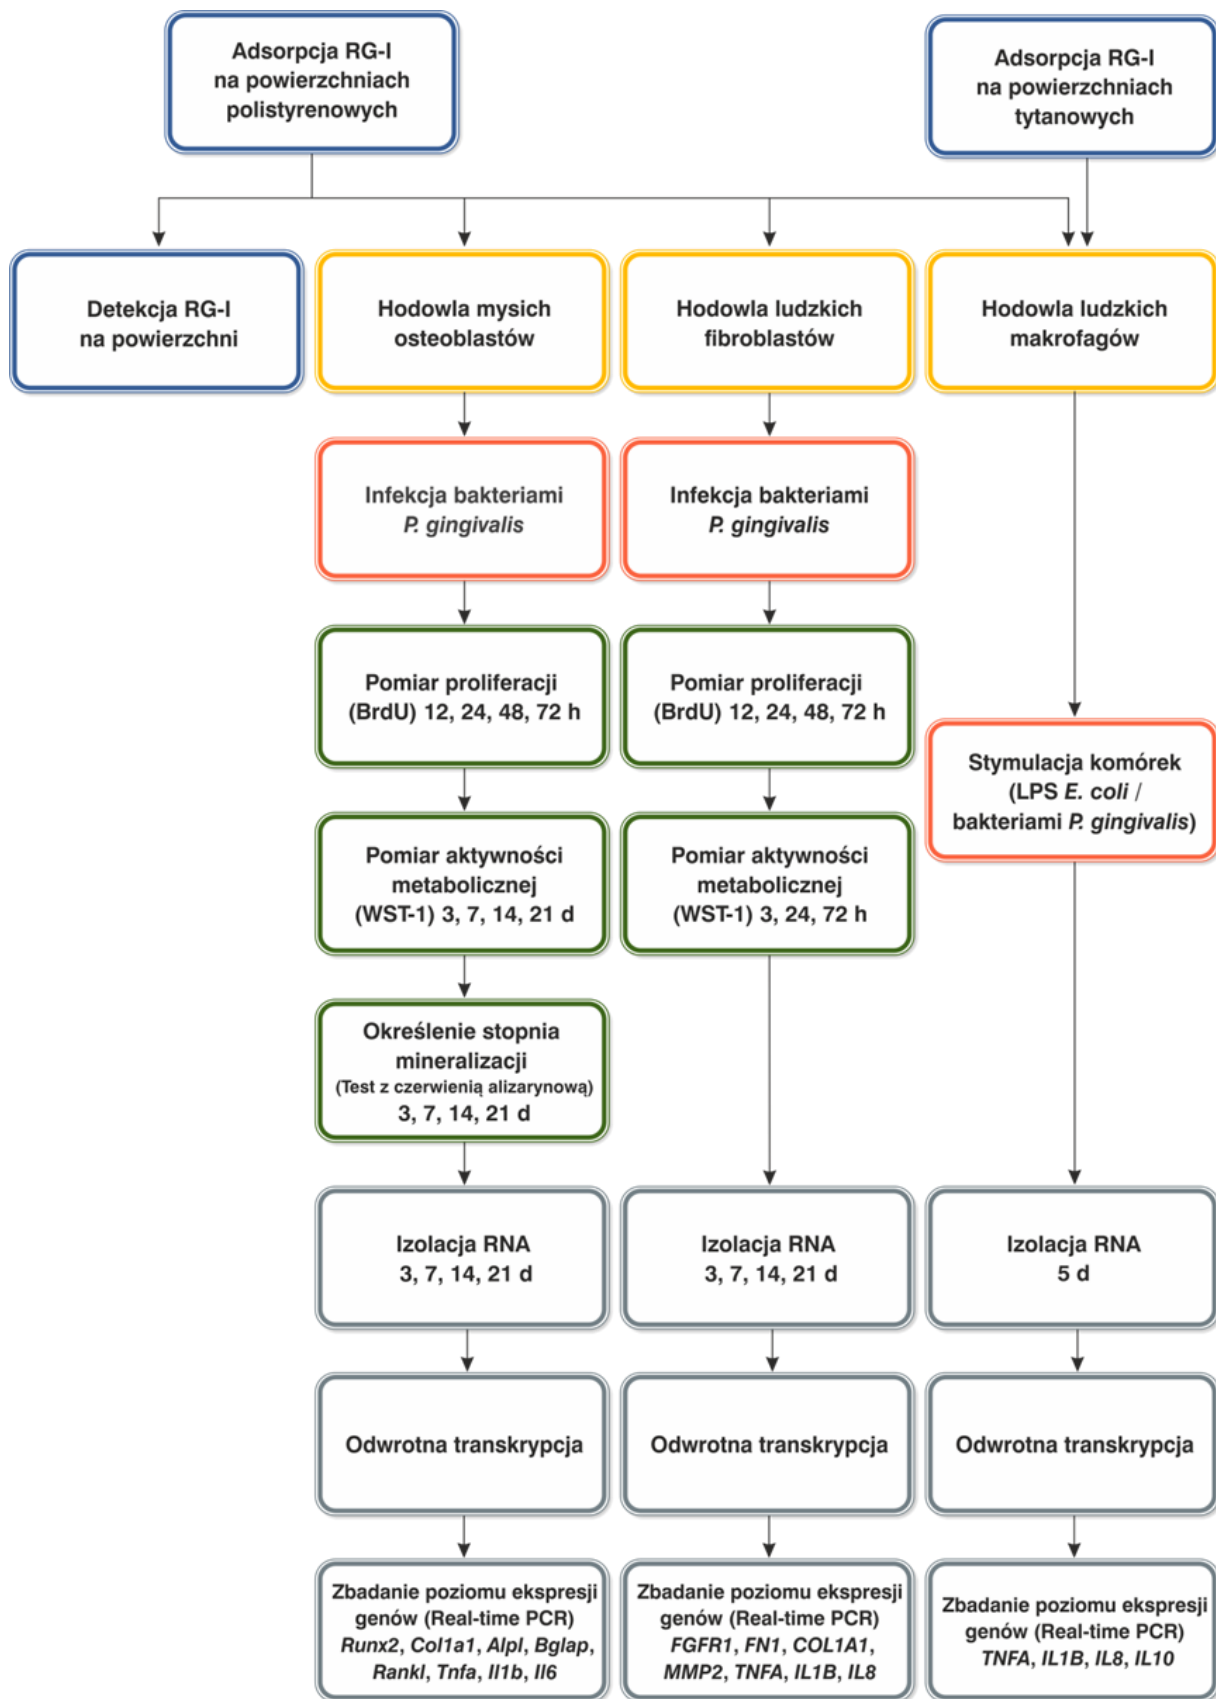 Adsorpcja RG-I
na powierzchniach
polistyrenowych
Adsorpcja RG-I
na powierzchniach
tytanowych
Detekcja RG-I
na powierzchni
Hodowla mysich
osteoblastów
Hodowla ludzkich
fibroblastów
Hodowla ludzkich
makrofagów
Infekcja bakteriami
P. gingivalis
Infekcja bakteriami
P. gingivalis
Pomiar proliferacji
(BrdU) 12, 24, 48, 72 h
Pomiar proliferacji
(BrdU) 12, 24, 48, 72 h
Stymulacja komórek
(LPS E. coli /
bakteriami P. gingivalis)
Pomiar aktywności
metabolicznej
(WST-1) 3, 7, 14, 21 d
Pomiar aktywności
metabolicznej
(WST-1) 3, 24, 72 h
Określenie stopnia
mineralizacji
(Test z czerwienią alizarynową)
3, 7, 14, 21 d
Izolacja RNA
3, 7, 14, 21 d
Izolacja RNA
3, 7, 14, 21 d
Izolacja RNA
5 d
Odwrotna transkrypcja
Odwrotna transkrypcja
Odwrotna transkrypcja
Zbadanie poziomu ekspresji
genów (Real-time PCR)
Runx2, Col1a1, Alpl, Bglap,
Rankl, Tnfa, Il1b, Il6
Zbadanie poziomu ekspresji
genów (Real-time PCR)
FGFR1, FN1, COL1A1,
MMP2, TNFA, IL1B, IL8
Zbadanie poziomu ekspresji
genów (Real-time PCR)
TNFA, IL1B, IL8, IL10